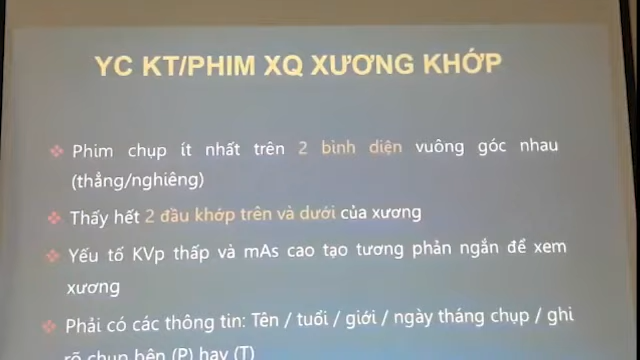 YC KT/PHIM XQ XƯƠNG KHỚP
Phim chụp ít nhất trên 2 bình diện vuông góc nhau
(thẳng/nghiêng)
Thấy hết 2 đầu khớp trên và dưới của xương
Yếu tố KVp thấp và mAs cao tạo tương phản ngắn để xem
xương
Phải có các thông tin: Tên / tuổi / giới / ngày tháng chụp / ghi
rõ chụp bên (P) hay (T)